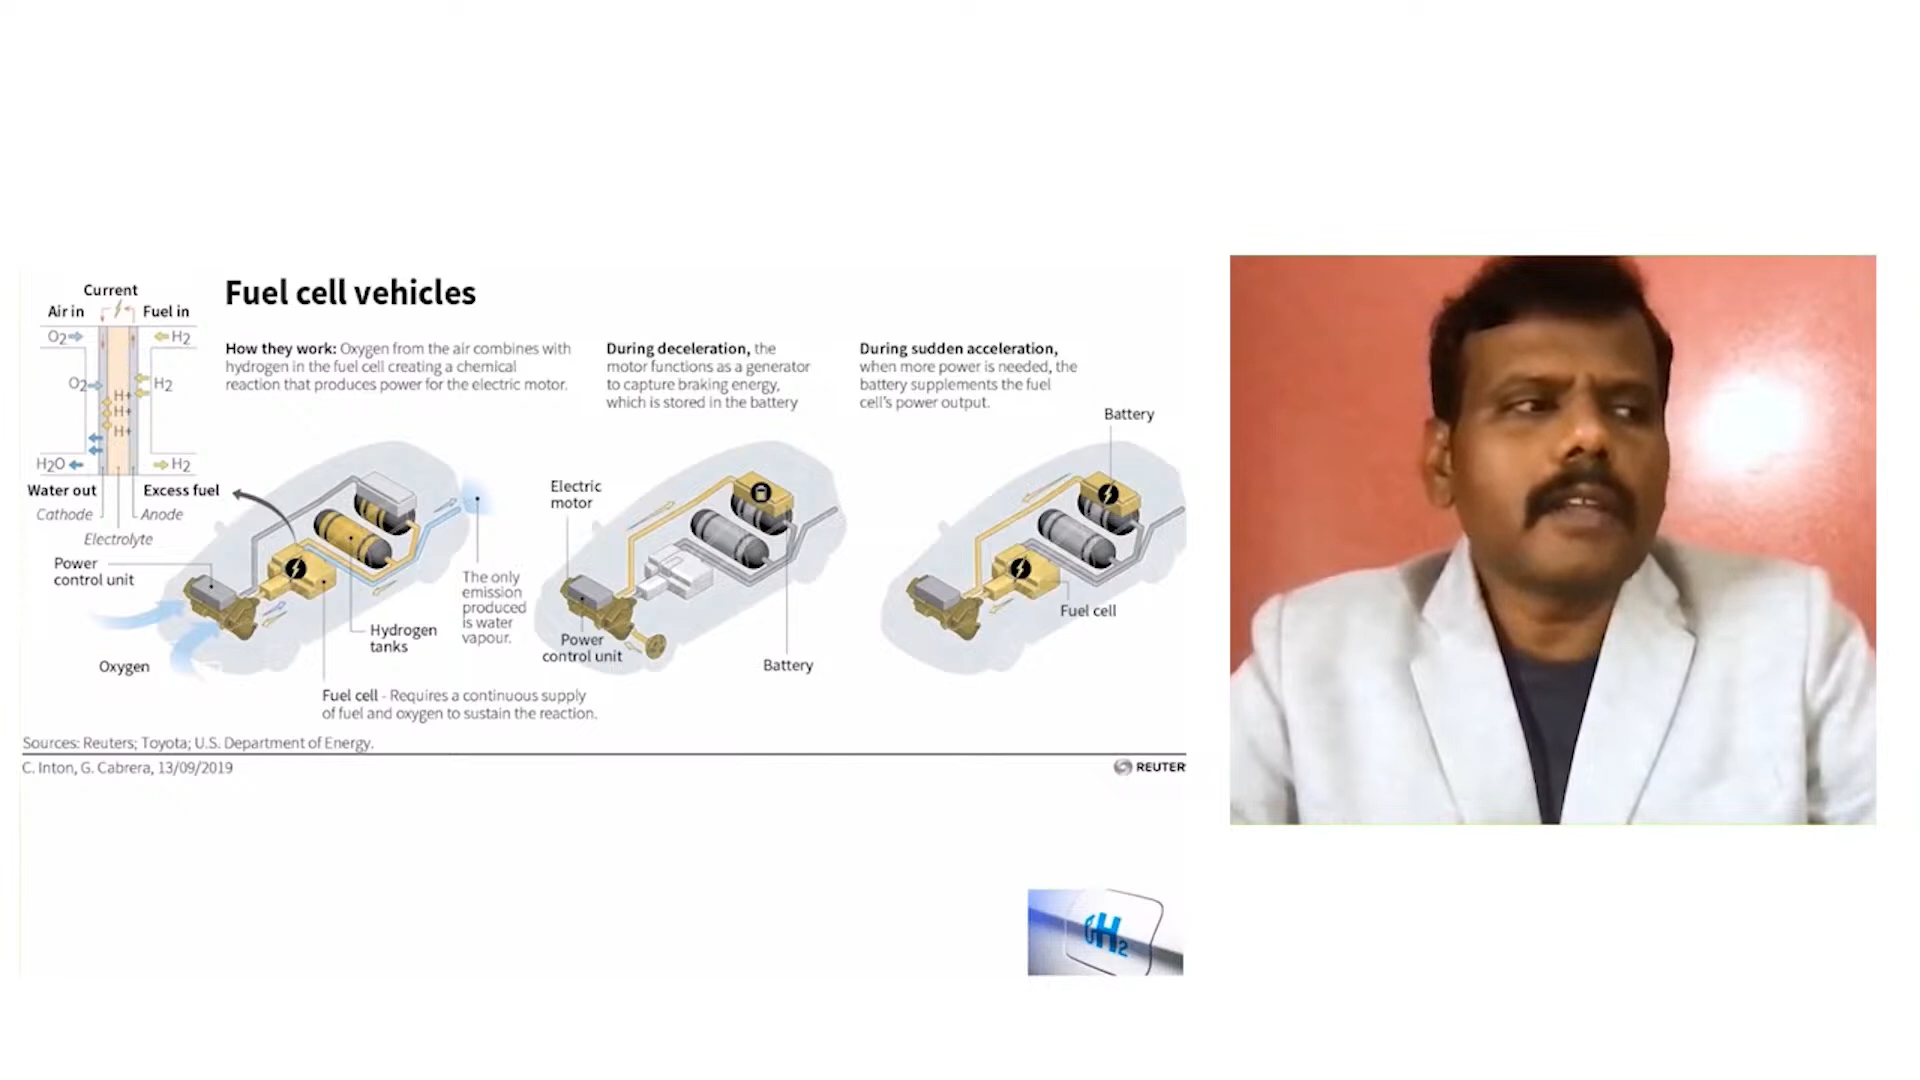 Fuel cell vehicles
Current
Air in
Fuel in
O2
H2
O2
H2
H+
H+
H+
H2O
H2
Water out
Excess fuel
Cathode
Anode
Electrolyte
How they work: Oxygen from the air combines with
hydrogen in the fuel cell creating a chemical
reaction that produces power for the electric motor.
Power
control unit
Oxygen
Hydrogen
tanks
The only
emission
produced
is water
vapour.
Fuel cell - Requires a continuous supply
of fuel and oxygen to sustain the reaction.
During deceleration, the
motor functions as a generator
to capture braking energy,
which is stored in the battery
Electric
motor
Power
control unit
Battery
During sudden acceleration,
when more power is needed, the
battery supplements the fuel
cell's power output.
Battery
Fuel cell
Sources: Reuters; Toyota; U.S. Department of Energy.
C. Inton, G. Cabrera, 13/09/2019
REUTER
H2